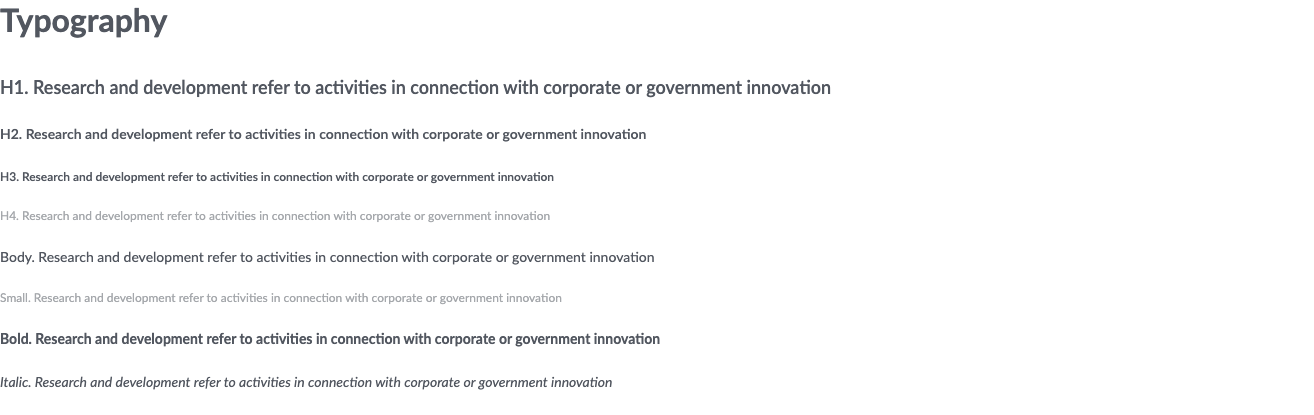 Typography
H1. Research and development refer to activities in connection with corporate or government innovation
H2. Research and development refer to activities in connection with corporate or government innovation
H3. Research and development refer to activities in connection with corporate or government innovation
H4. Research and development refer to activities in connection with corporate or government innovation
Body. Research and development refer to activities in connection with corporate or government innovation
Small. Research and development refer to activities in connection with corporate or government innovation
Bold. Research and development refer to activities in connection with corporate or government innovation
Italic. Research and development refer to activities in connection with corporate or government innovation